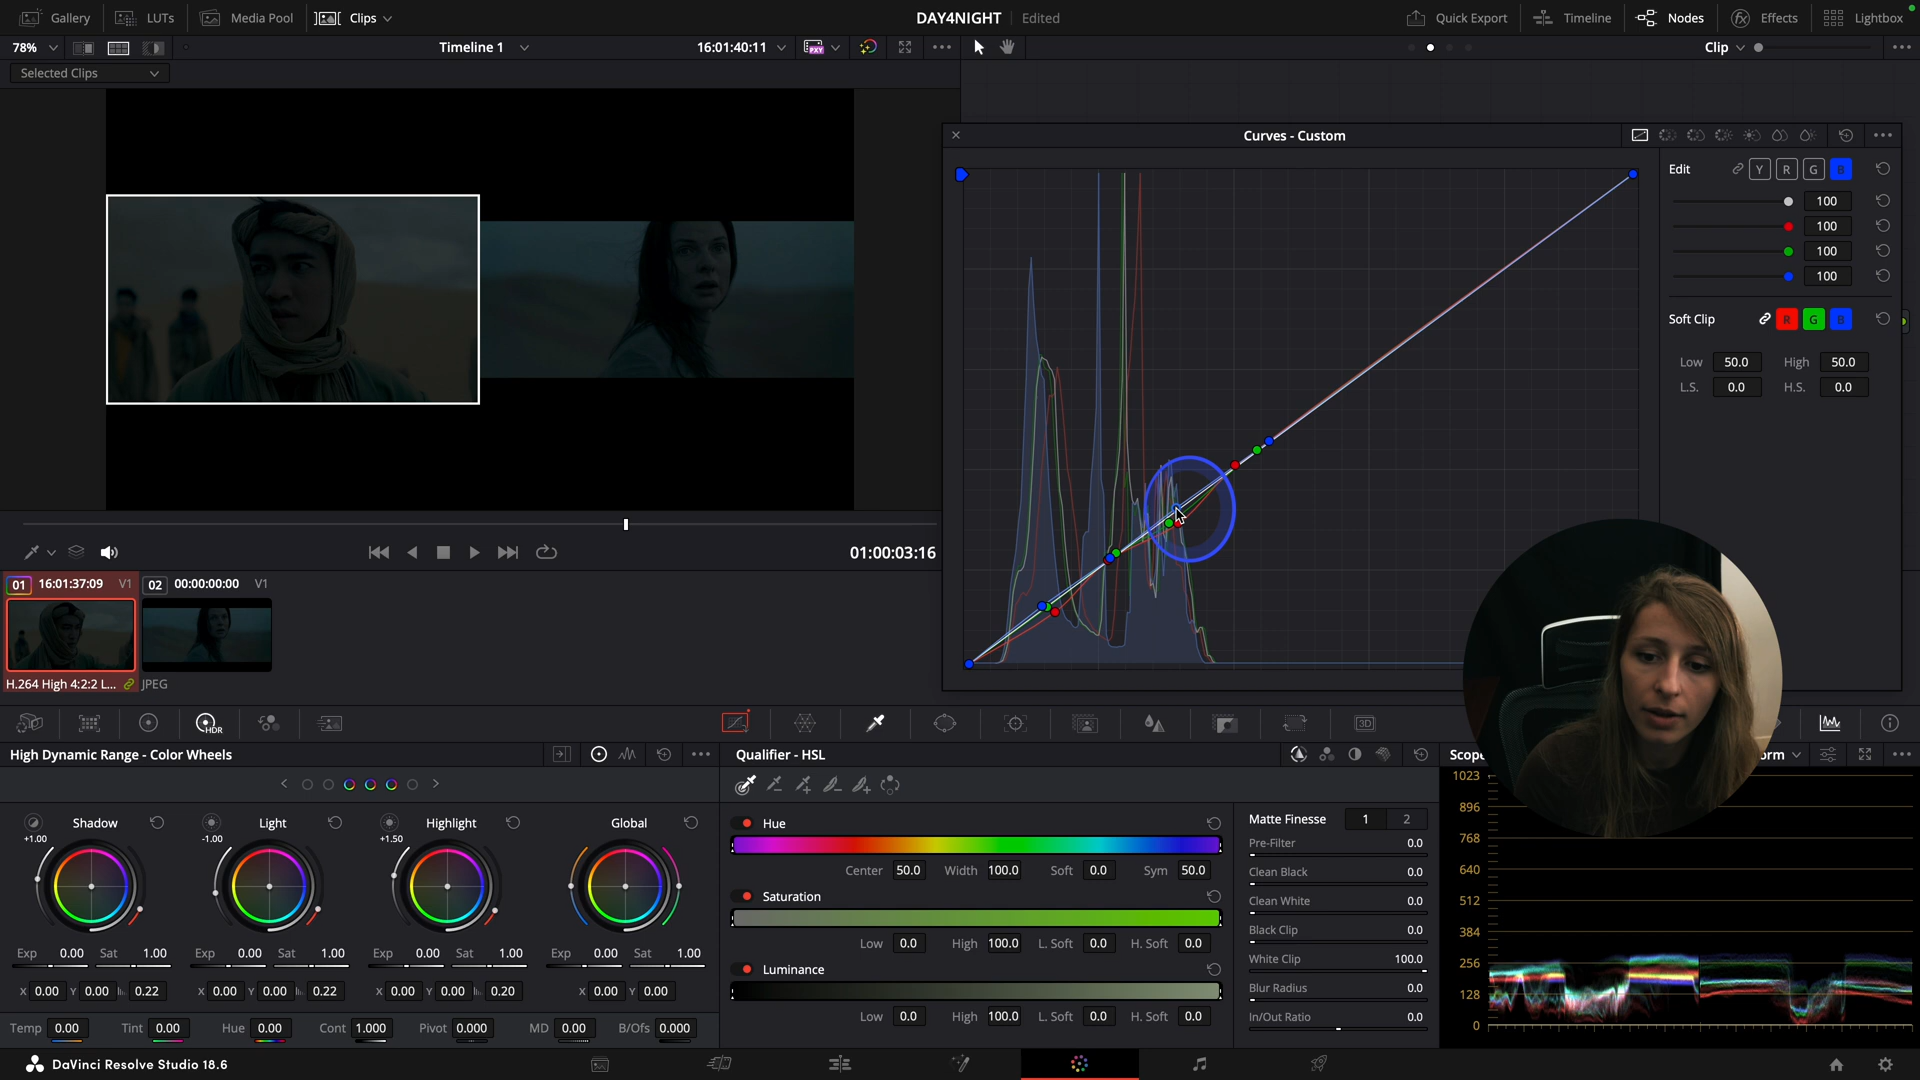 Gallery LUTs Media Pool Clips DAY4NIGHT Edited Quick Export Timeline Nodes Effects Lightbox
78% Timeline 1 16:01:40:11 PXY Clip
Selected Clips
Curves - Custom
Edit Y R G B
100
100
100
100
Soft Clip R G B
Low 50.0 High 50.0
L.S. 0.0 H.S. 0.0
01:00:03:16
01 16:01:37:09 V1 02 00:00:00:00 V1
H.264 High 4:2:2 L... JPEG
HDR 3D
High Dynamic Range - Color Wheels
Shadow Light Highlight Global
+1.00 -1.00 +1.50
Exp 0.00 Sat 1.00 Exp 0.00 Sat 1.00 Exp 0.00 Sat 1.00 Exp 0.00 Sat 1.00
X 0.00 Y 0.00 0.22 X 0.00 Y 0.00 0.22 X 0.00 Y 0.00 0.20 X 0.00 Y 0.00
Temp 0.00 Tint 0.00 Hue 0.00 Cont 1.000 Pivot 0.000 MD 0.00 B/Ofs 0.000
Qualifier - HSL
Hue
Center 50.0 Width 100.0 Soft 0.0 Sym 50.0
Saturation
Low 0.0 High 100.0 L. Soft 0.0 H. Soft 0.0
Luminance
Low 0.0 High 100.0 L. Soft 0.0 H. Soft 0.0
Matte Finesse 1 2
Pre-Filter 0.0
Clean Black 0.0
Clean White 0.0
Black Clip 0.0
White Clip 100.0
Blur Radius 0.0
In/Out Ratio 0.0
1023
896
768
640
512
384
256
128
0
DaVinci Resolve Studio 18.6